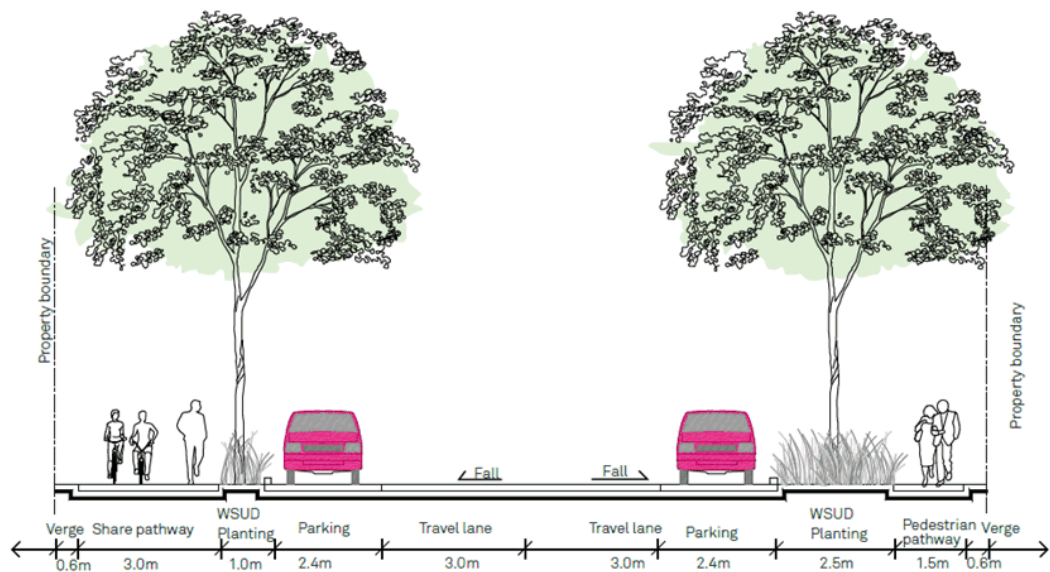 Property boundary
Property boundary
Fall
Fall
Verge
Share pathway
WSUD
Planting
Parking
Travel lane
Travel lane
Parking
WSUD
Planting
Pedestrian
pathway
Verge
0.6m
3.0m
1.0m
2.4m
3.0m
3.0m
2.4m
2.5m
1.5m
0.6m